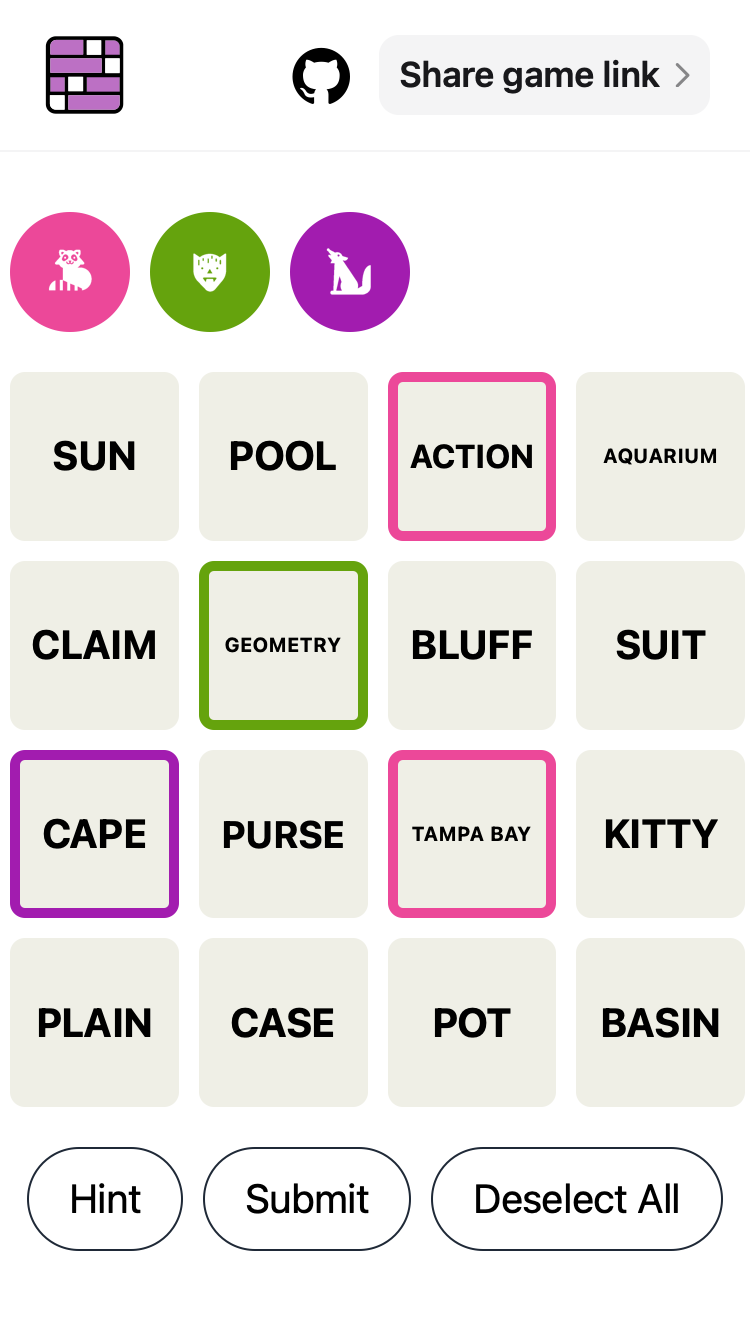 Share game link
SUN POOL ACTION AQUARIUM
CLAIM GEOMETRY BLUFF SUIT
CAPE PURSE TAMPA BAY KITTY
PLAIN CASE POT BASIN
Hint Submit Deselect All